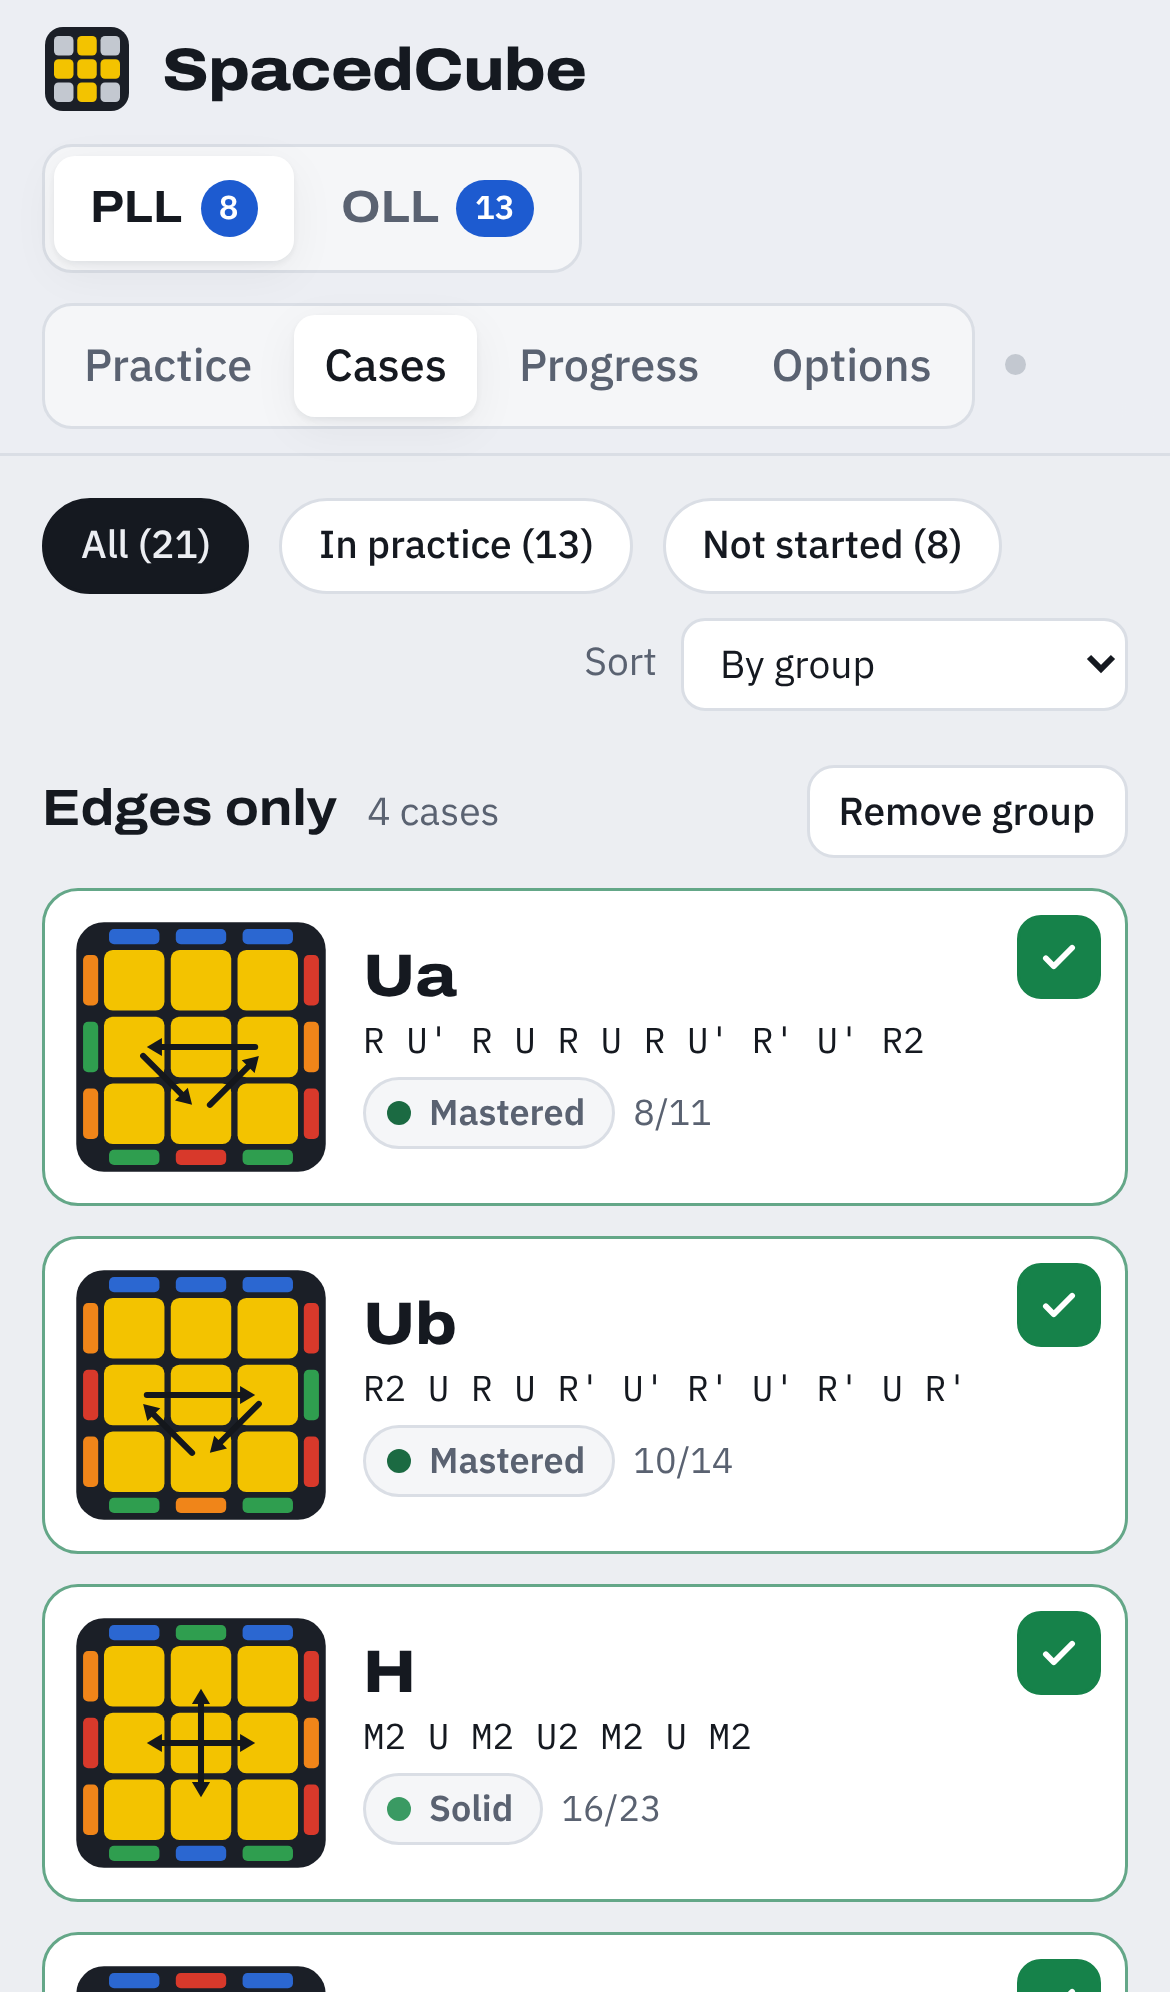 SpacedCube
PLL 8 OLL 13
Practice Cases Progress Options
All (21) In practice (13) Not started (8)
Sort By group
Edges only 4 cases Remove group
Ua
R U' R U R U R U' R' U' R2
Mastered 8/11
Ub
R2 U R U R' U' R' U' R' U R'
Mastered 10/14
H
M2 U M2 U2 M2 U M2
Solid 16/23